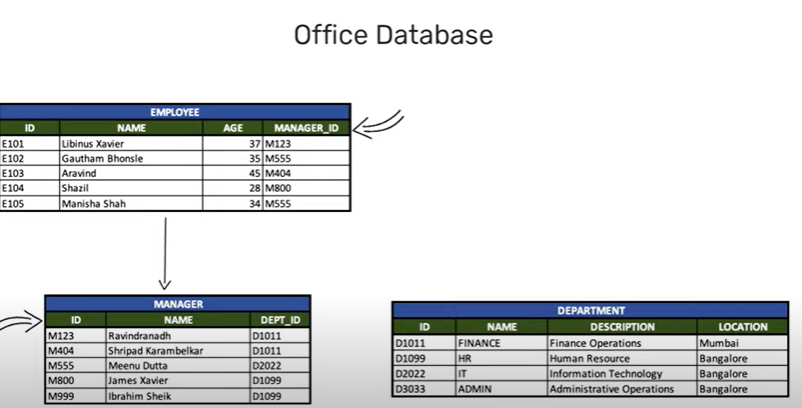 Office Database
EMPLOYEE
ID NAME AGE MANAGER_ID
E101 Libinus Xavier 37 M123
E102 Gautham Bhonsle 35 M555
E103 Aravind 45 M404
E104 Shazil 28 M800
E105 Manisha Shah 34 M555
MANAGER
ID NAME DEPT_ID
M123 Ravindranadh D1011
M404 Shripad Karambelkar D1011
M555 Meenu Dutta D2022
M800 James Xavier D1099
M999 Ibrahim Sheik D1099
DEPARTMENT
ID NAME DESCRIPTION LOCATION
D1011 FINANCE Finance Operations Mumbai
D1099 HR Human Resource Bangalore
D2022 IT Information Technology Bangalore
D3033 ADMIN Administrative Operations Bangalore